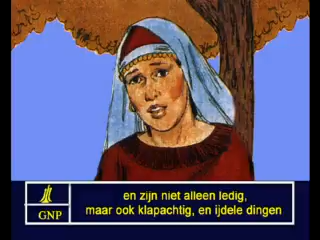 en zijn niet alleen ledig,
maar ook klapachtig, en ijdele dingen
GNP